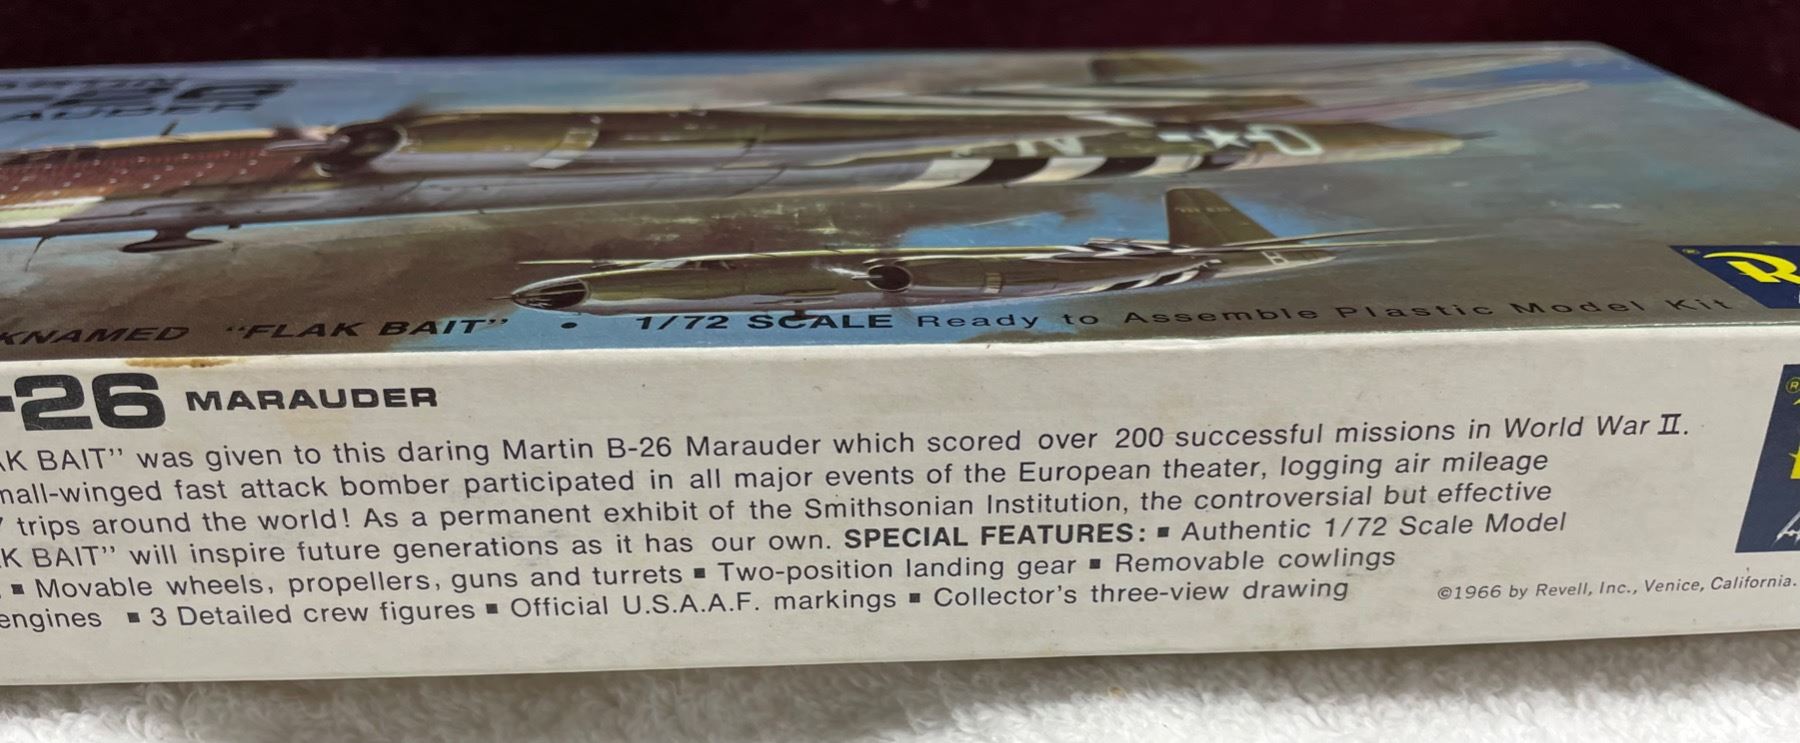 26
"FLAK BAIT" • 1/72 SCALE Ready to Assemble Plastic Model Kit
-26 MARAUDER
BAIT" was given to this daring Martin B-26 Marauder which scored over 200 successful missions in World War II.
fast attack bomber participated in all major events of the European theater, logging air mileage
trips around the world! As a permanent exhibit of the Smithsonian Institution, the controversial but effective
BAIT" will inspire future generations as it has our own. SPECIAL FEATURES: ▪ Authentic 1/72 Scale Model
▪ Movable wheels, propellers, guns and turrets ▪ Two-position landing gear ▪ Removable cowlings
engines ▪ 3 Detailed crew figures ▪ Official U.S.A.A.F. markings ▪ Collector's three-view drawing
©1966 by Revell, Inc., Venice, California.